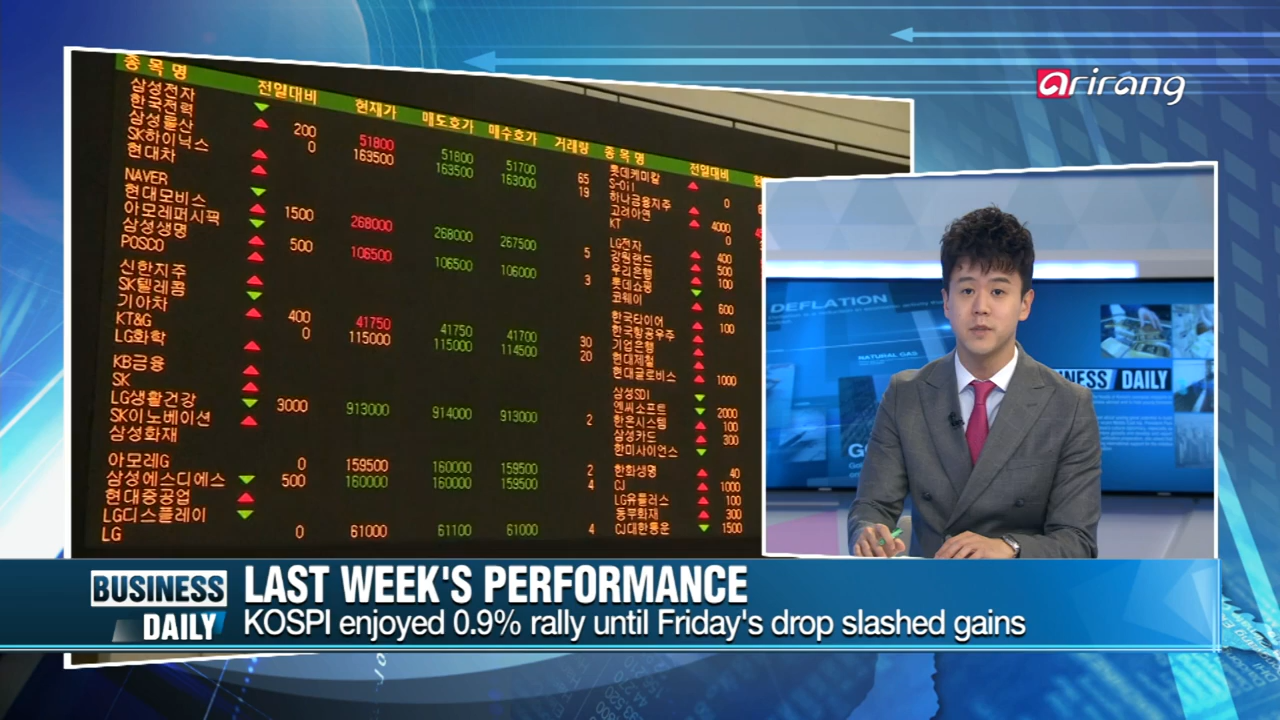 arirang
종목명 전일대비 현재가 매도호가 매수호가 거래량 종목명 전일대비
삼성전자
한국전력 200 51800 51800 51700 65
삼성물산 0 163500 163500 163000 19
SK하이닉스
현대차
NAVER
현대모비스 1500 268000 268000 267500 5
아모레퍼시픽
삼성생명 500 106500 106500 106000 3
POSCO
신한지주
SK텔레콤
기아차 400 41750 41750 41700 30
KT&G 0 115000 115000 114500 20
LG화학
KB금융
SK
LG생활건강 3000 913000 914000 913000 2
SK이노베이션
삼성화재
아모레G 0 159500 160000 159500 2
삼성에스디에스 500 160000 160000 159500 4
현대중공업
LG디스플레이
LG 0 61000 61100 61000 4
롯데케미칼
S-Oil 0
하나금융지주
고려아연 4000
KT 0
LG전자 400
강원랜드 500
우리은행 100
롯데쇼핑
코웨이 600
한국타이어 100
한국항공우주
기업은행
현대제철
현대글로비스 1000
삼성SDI
엔씨소프트 2000
한온시스템 100
삼성카드 300
한미사이언스
한화생명 40
CJ 1000
LG유플러스 100
동부화재 300
CJ대한통운 1500
DEFLATION
NATURAL GAS
BUSINESS DAILY
BUSINESS
DAILY
LAST WEEK'S PERFORMANCE
KOSPI enjoyed 0.9% rally until Friday's drop slashed gains